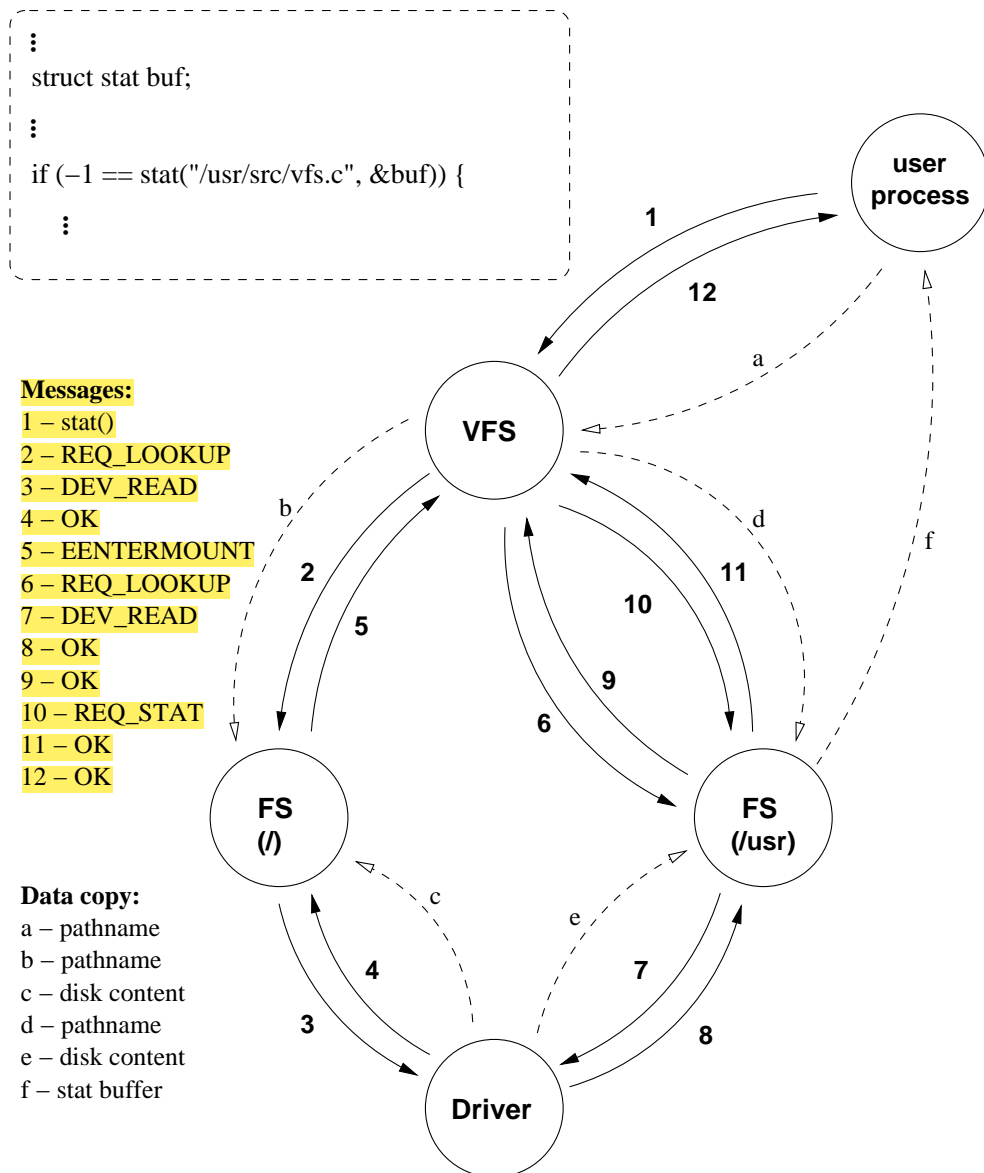 ⋮
struct stat buf;
⋮
if (−1 == stat("/usr/src/vfs.c", &buf)) {
⋮
user
process
1
12
a
VFS
Messages:
1 – stat()
2 – REQ_LOOKUP
3 – DEV_READ
4 – OK
5 – EENTERMOUNT
6 – REQ_LOOKUP
7 – DEV_READ
8 – OK
9 – OK
10 – REQ_STAT
11 – OK
12 – OK
b
d
f
2
5
11
10
9
6
FS
(/)
FS
(/usr)
Data copy:
a – pathname
b – pathname
c – disk content
d – pathname
e – disk content
f – stat buffer
c
e
4
3
7
8
Driver